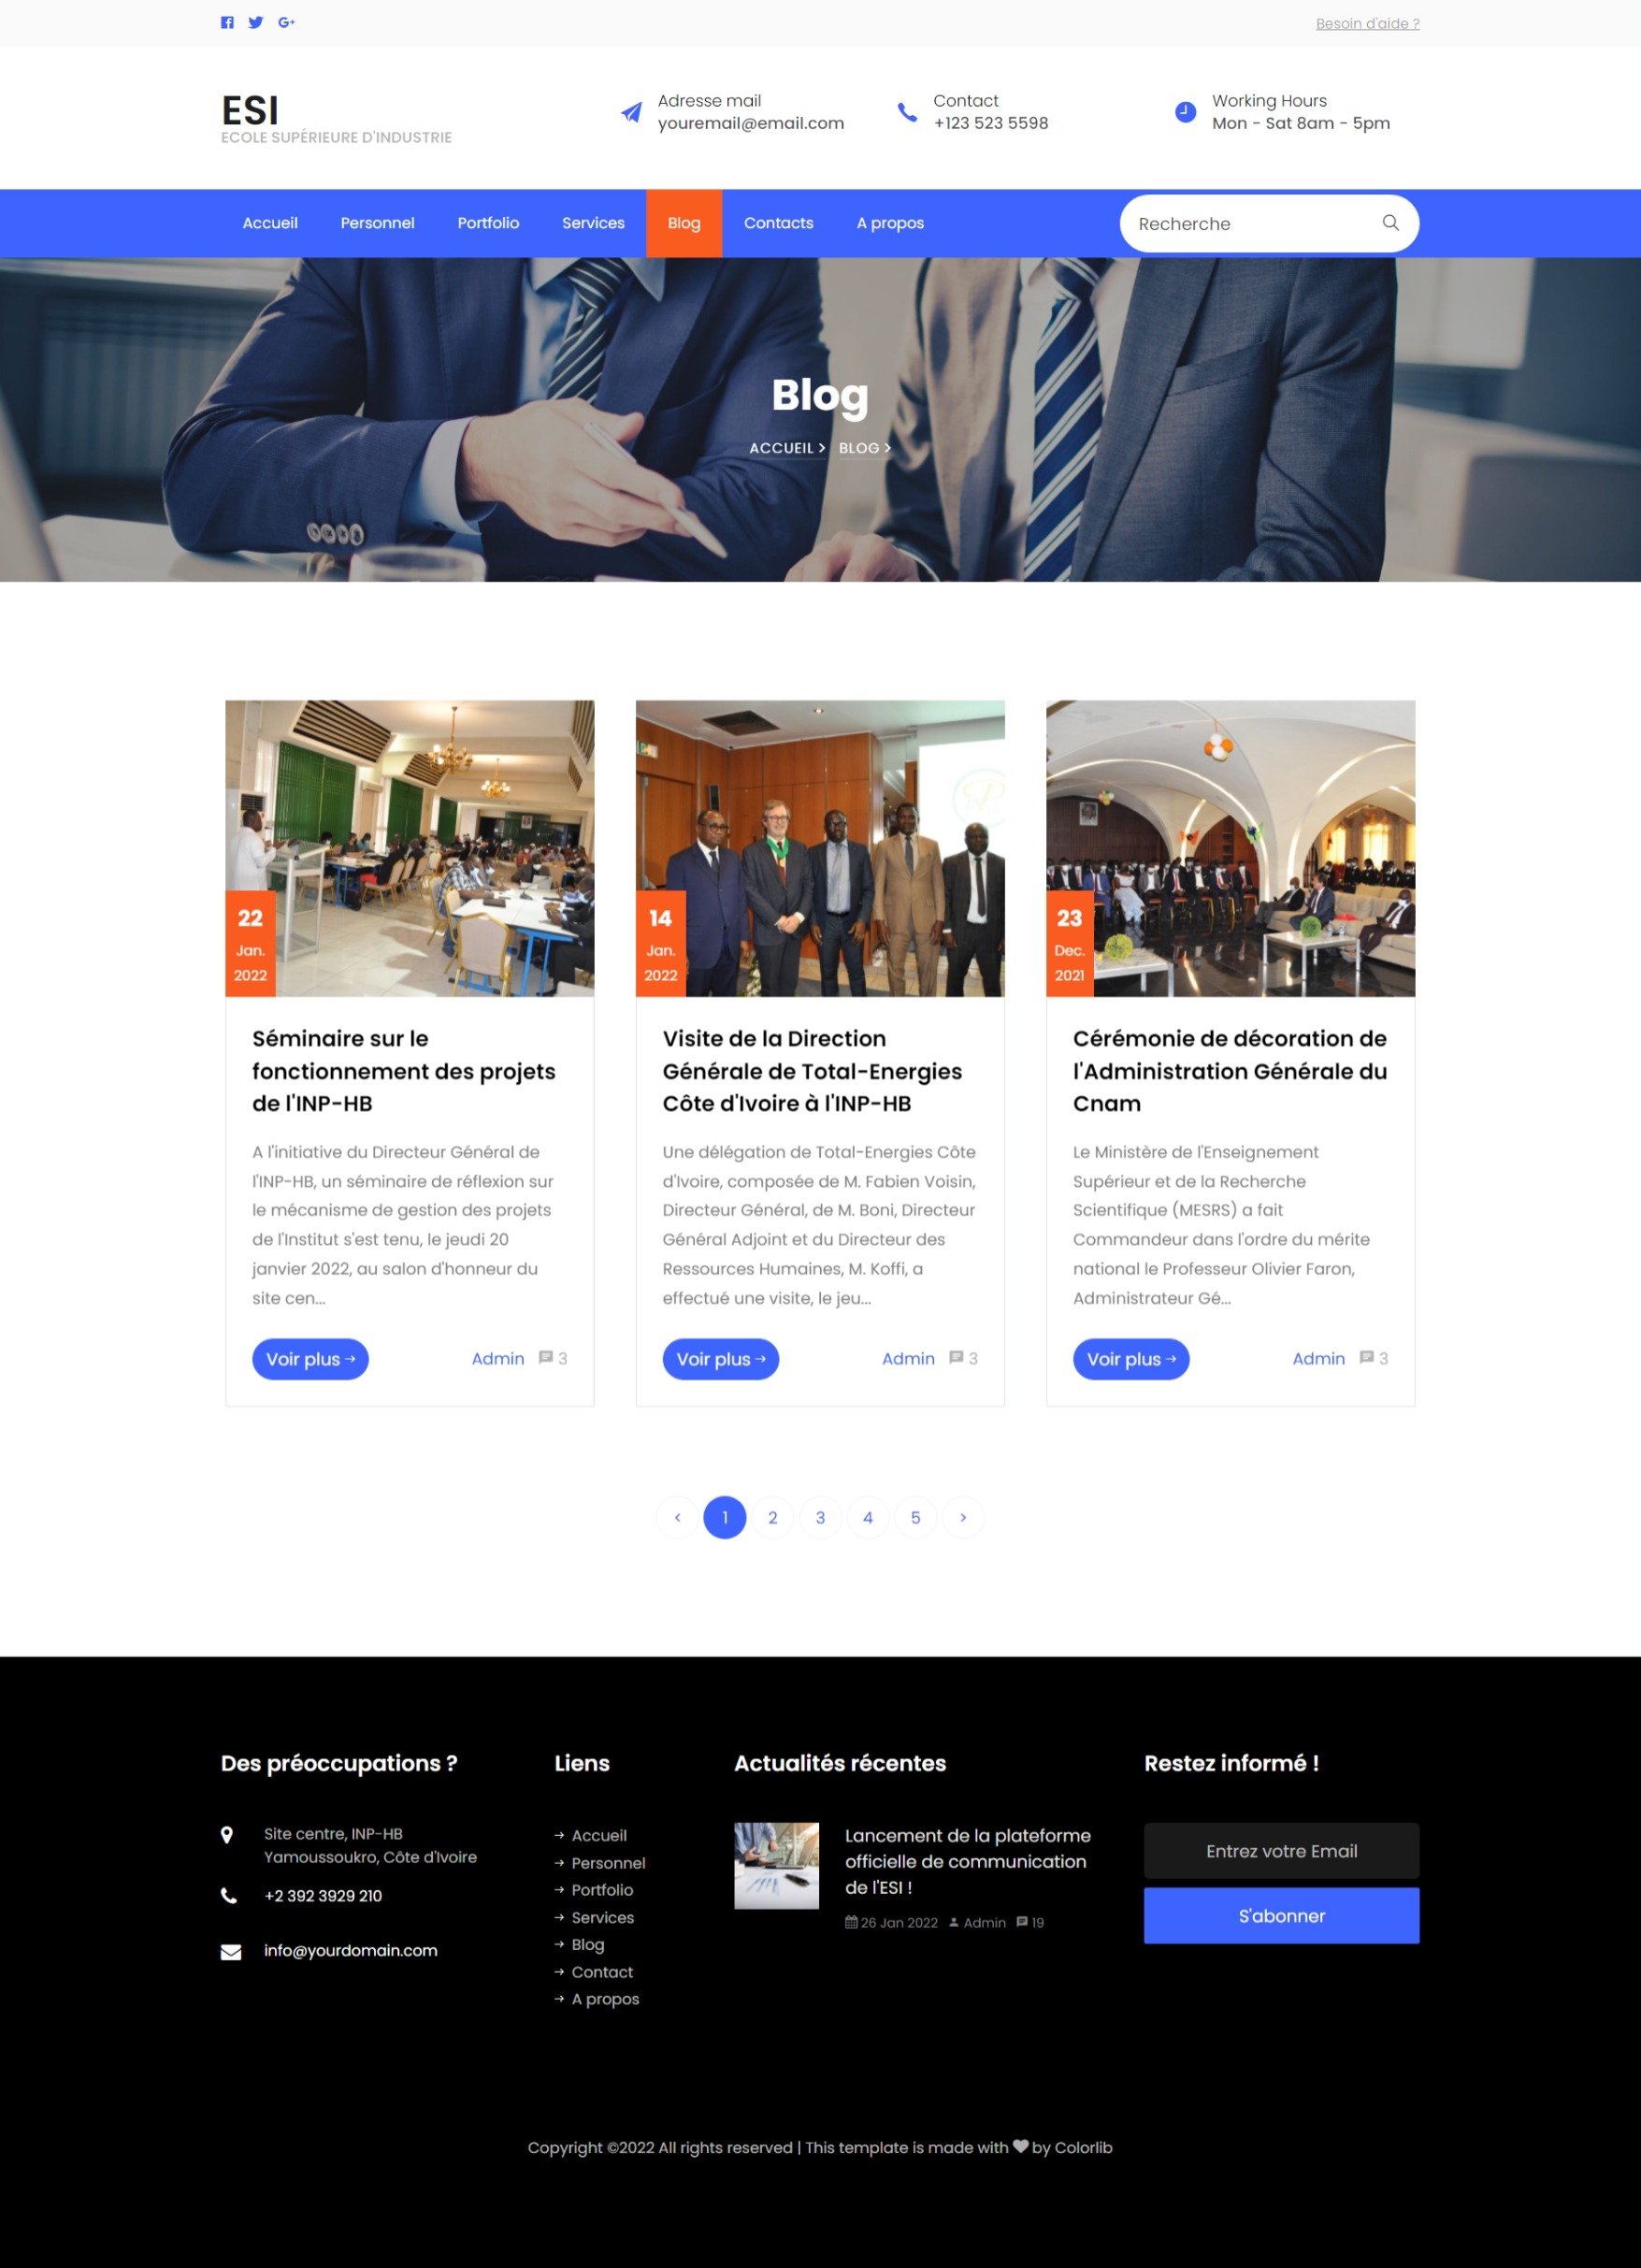 Besoin d'aide ?
ESI
ECOLE SUPÉRIEURE D'INDUSTRIE
Adresse mail
youremail@email.com
Contact
+123 523 5598
Working Hours
Mon - Sat 8am - 5pm
Accueil
Personnel
Portfolio
Services
Blog
Contacts
A propos
Recherche
Blog
ACCUEIL > BLOG >
22
Jan.
2022
Séminaire sur le
fonctionnement des projets
de l'INP-HB
A l'initiative du Directeur Général de
l'INP-HB, un séminaire de réflexion sur
le mécanisme de gestion des projets
de l'Institut s'est tenu, le jeudi 20
janvier 2022, au salon d'honneur du
site cen...
Voir plus →
Admin
3
14
Jan.
2022
Visite de la Direction
Générale de Total-Energies
Côte d'Ivoire à l'INP-HB
Une délégation de Total-Energies Côte
d'Ivoire, composée de M. Fabien Voisin,
Directeur Général, de M. Boni, Directeur
Général Adjoint et du Directeur des
Ressources Humaines, M. Koffi, a
effectué une visite, le jeu...
Voir plus →
Admin
3
23
Dec.
2021
Cérémonie de décoration de
l'Administration Générale du
Cnam
Le Ministère de l'Enseignement
Supérieur et de la Recherche
Scientifique (MESRS) a fait
Commandeur dans l'ordre du mérite
national le Professeur Olivier Faron,
Administrateur Gé...
Voir plus →
Admin
3
< 1 2 3 4 5 >
Des préoccupations ?
Site centre, INP-HB
Yamoussoukro, Côte d'Ivoire
+2 392 3929 210
info@yourdomain.com
Liens
→ Accueil
→ Personnel
→ Portfolio
→ Services
→ Blog
→ Contact
→ A propos
Actualités récentes
Lancement de la plateforme
officielle de communication
de l'ESI !
26 Jan 2022 Admin 19
Restez informé !
Entrez votre Email
S'abonner
Copyright ©2022 All rights reserved | This template is made with ♥ by Colorlib